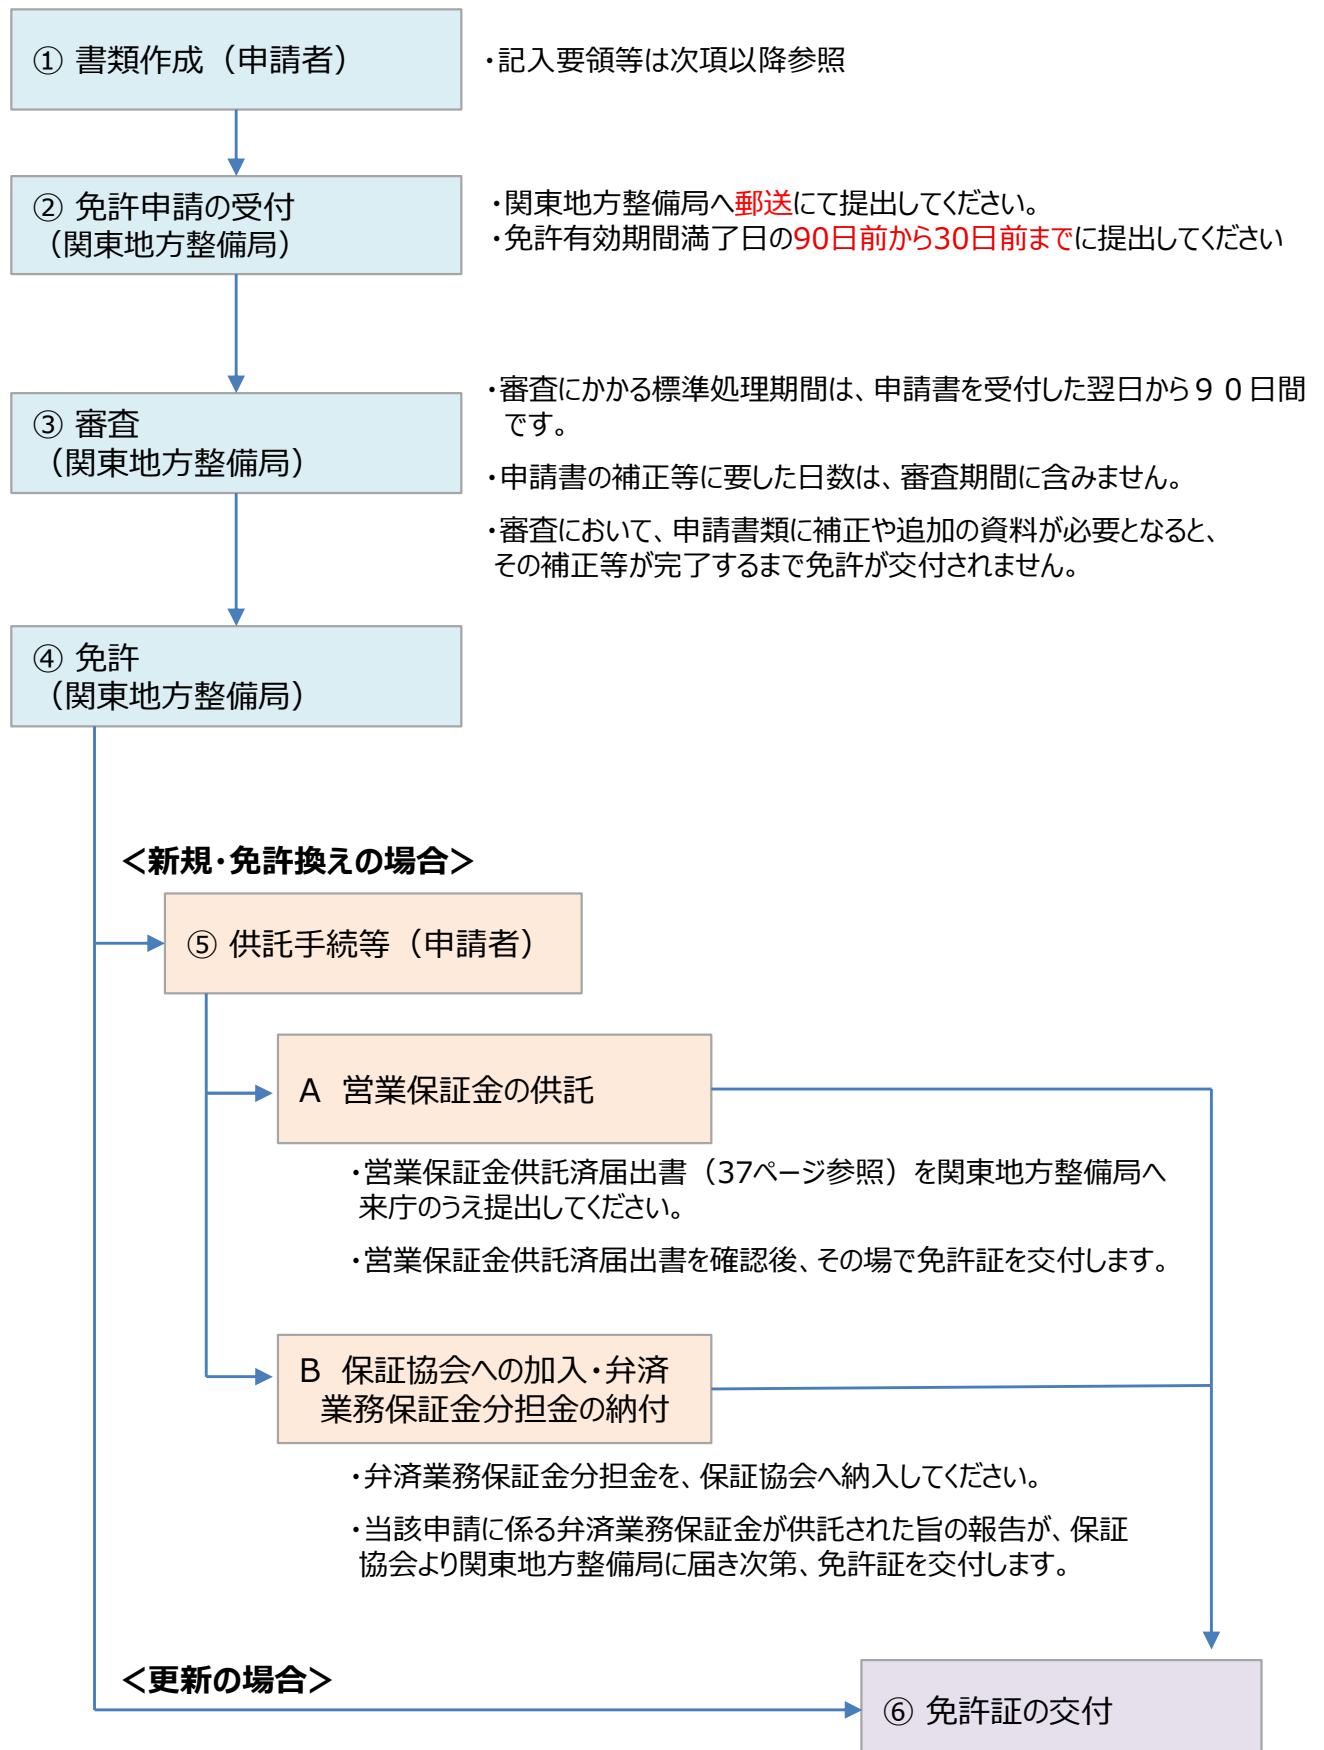 ① 書類作成（申請者）
・記入要領等は次項以降参照
② 免許申請の受付
（関東地方整備局）
・関東地方整備局へ郵送にて提出してください。
・免許有効期間満了日の90日前から30日前までに提出してください
③ 審査
（関東地方整備局）
・審査にかかる標準処理期間は、申請書を受付した翌日から９０日間
です。
・申請書の補正等に要した日数は、審査期間に含みません。
・審査において、申請書類に補正や追加の資料が必要となると、
その補正等が完了するまで免許が交付されません。
④ 免許
（関東地方整備局）
＜新規・免許換えの場合＞
⑤ 供託手続等（申請者）
A 営業保証金の供託
・営業保証金供託済届出書（37ページ参照）を関東地方整備局へ
来庁のうえ提出してください。
・営業保証金供託済届出書を確認後、その場で免許証を交付します。
B 保証協会への加入・弁済
業務保証金分担金の納付
・弁済業務保証金分担金を、保証協会へ納入してください。
・当該申請に係る弁済業務保証金が供託された旨の報告が、保証
協会より関東地方整備局に届き次第、免許証を交付します。
＜更新の場合＞
⑥ 免許証の交付